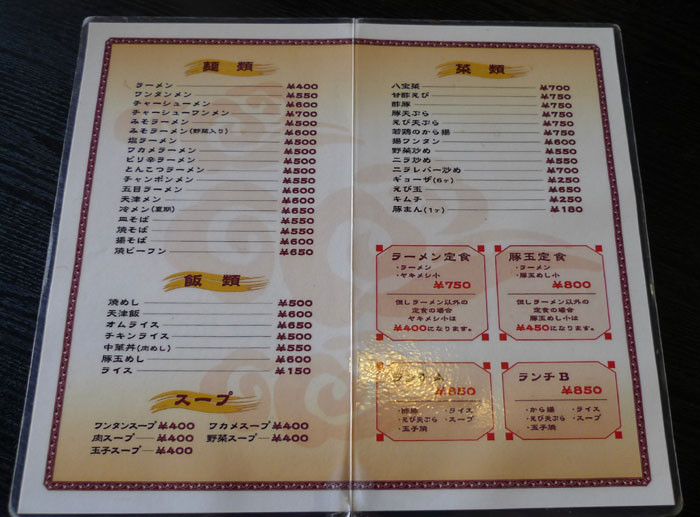 麺類
ラーメン ¥400
ワンタンメン ¥550
チャーシューメン ¥600
チャーシューワンメン ¥700
みそラーメン ¥500
みそラーメン(野菜入り) ¥600
塩ラーメン ¥500
ワカメラーメン ¥550
ピリ辛ラーメン ¥550
とんこつラーメン ¥550
チャンポンメン ¥550
五目ラーメン ¥600
天津メン ¥600
冷メン(夏期) ¥650
皿そば ¥550
焼そば ¥550
揚そば ¥600
焼ビーフン ¥650
飯類
焼めし ¥500
天津飯 ¥600
オムライス ¥650
チキンライス ¥500
中華丼(肉めし) ¥550
豚玉めし ¥600
ライス ¥150
スープ
ワンタンスープ ¥400 ワカメスープ ¥400
肉スープ ¥400 野菜スープ ¥400
玉子スープ ¥400
菜類
八宝菜 ¥700
甘酢えび ¥750
酢豚 ¥750
豚天ぷら ¥750
えび天ぷら ¥750
若鶏のから揚 ¥750
揚ワンタン ¥600
野菜炒め ¥550
ニラ炒め ¥550
ニラレバー炒め ¥700
ギョーザ(6ヶ) ¥250
えび玉 ¥650
キムチ ¥250
豚まん(1ヶ) ¥180
ラーメン定食
・ラーメン
・ヤキメシ小
¥750
但しラーメン以外の
定食の場合
ヤキメシ小は
¥400になります。
豚玉定食
・ラーメン
・豚玉めし小
¥800
但しラーメン以外の
定食の場合
豚玉めし小は
¥450になります。
ランチA
¥850
・酢豚 ・ライス
・えび天ぷら ・スープ
・玉子焼
ランチB
¥850
・から揚 ・ライス
・えび天ぷら ・スープ
・玉子焼